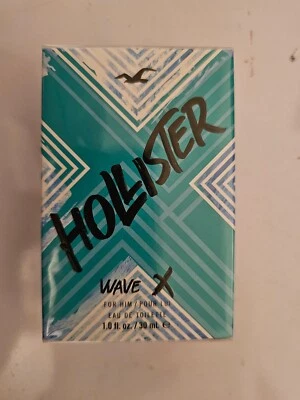 HOLLISTER
WAVE X
FOR HIM / POUR LUI
EAU DE TOILETTE
1.0 fl. oz. / 30 mL ℮